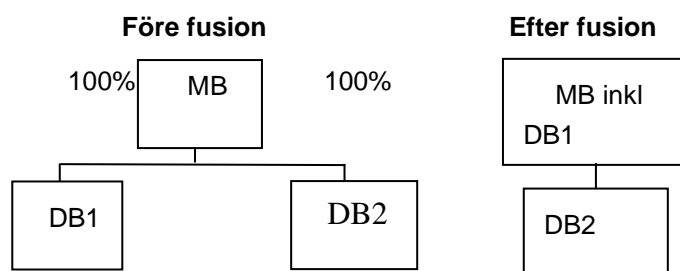 Före fusion
Efter fusion
100%
MB
100%
MB inkl
DB1
DB1
DB2
DB2